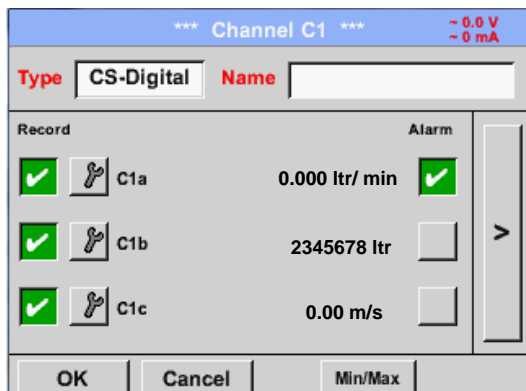 *** Channel C1 *** ~ 0.0 V
~ 0 mA
Type CS-Digital Name
Record Alarm
C1a 0.000 ltr/ min
C1b 2345678 ltr >
C1c 0.00 m/s
OK Cancel Min/Max